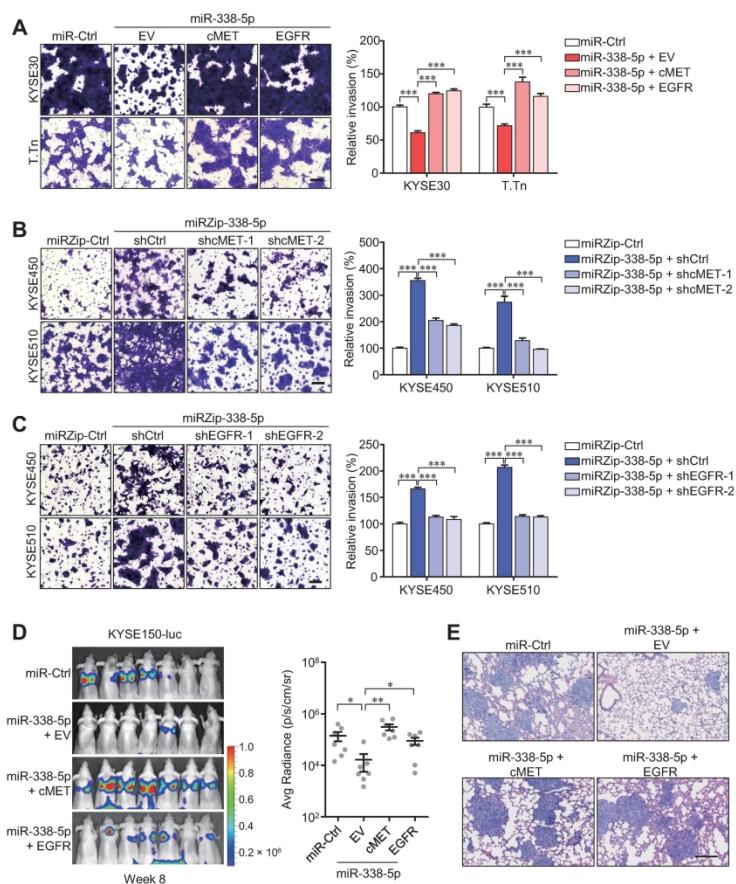 A
miR-338-5p
miR-Ctrl EV cMET EGFR
KYSE30
T.Tn
Relative invasion (%)
200
150
100
50
0
KYSE30 T.Tn
*** *** *** *** *** ***
miR-Ctrl
miR-338-5p + EV
miR-338-5p + cMET
miR-338-5p + EGFR
B
miRZip-338-5p
miRZip-Ctrl shCtrl shcMET-1 shcMET-2
KYSE450
KYSE510
Relative invasion (%)
500
400
300
200
100
0
KYSE450 KYSE510
*** *** *** *** *** ***
miRZip-Ctrl
miRZip-338-5p + shCtrl
miRZip-338-5p + shcMET-1
miRZip-338-5p + shcMET-2
C
miRZip-338-5p
miRZip-Ctrl shCtrl shEGFR-1 shEGFR-2
KYSE450
KYSE510
Relative invasion (%)
250
200
150
100
50
0
KYSE450 KYSE510
*** *** *** *** *** ***
miRZip-Ctrl
miRZip-338-5p + shCtrl
miRZip-338-5p + shEGFR-1
miRZip-338-5p + shEGFR-2
D
KYSE150-luc
miR-Ctrl
miR-338-5p
+ EV
miR-338-5p
+ cMET
miR-338-5p
+ EGFR
Week 8
1.0
0.8
0.6
0.4
0.2 × 10⁶
Avg Radiance (p/s/cm/sr)
10⁸
10⁶
10⁴
10²
* ** *
miR-Ctrl EV cMET EGFR
miR-338-5p
E
miR-Ctrl
miR-338-5p +
EV
miR-338-5p +
cMET
miR-338-5p +
EGFR